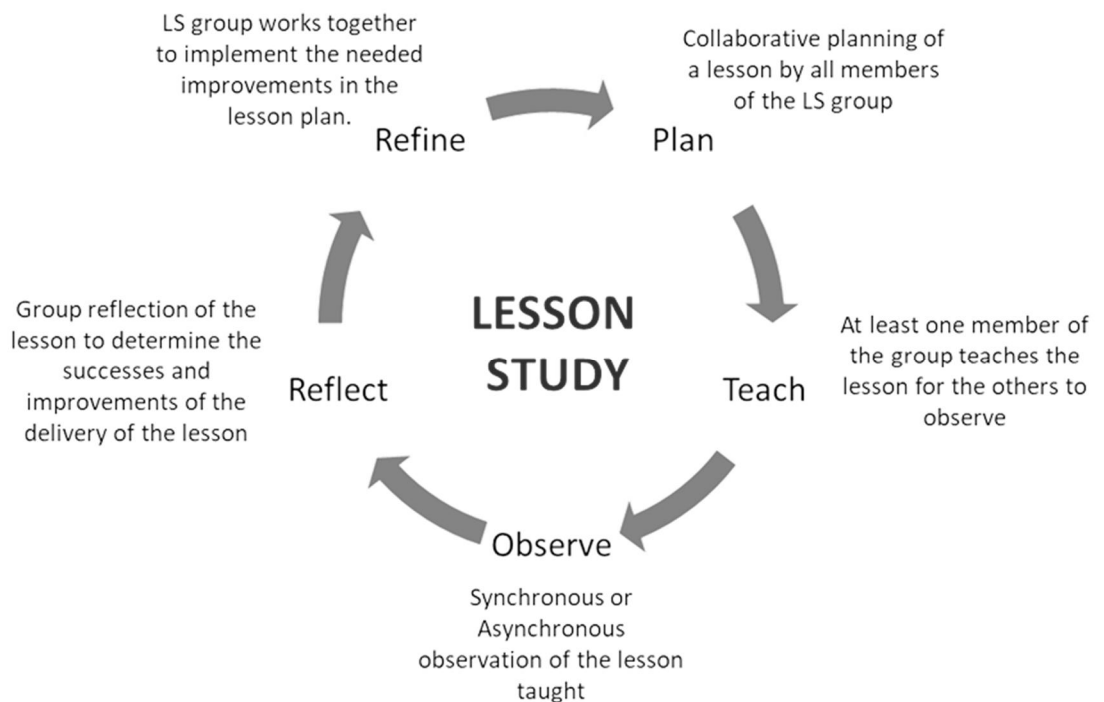 LS group works together
to implement the needed
improvements in the
lesson plan.
Refine
Collaborative planning of
a lesson by all members
of the LS group
Plan
LESSON
STUDY
At least one member of
the group teaches the
lesson for the others to
observe
Teach
Observe
Synchronous or
Asynchronous
observation of the lesson
taught
Group reflection of the
lesson to determine the
successes and
improvements of the
delivery of the lesson
Reflect